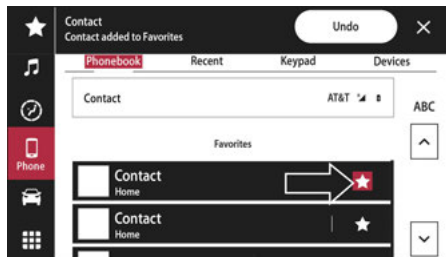 Contact
Contact added to Favorites
Undo
Phonebook Recent Keypad Devices
Contact AT&T
ABC
Favorites
Phone
Contact
Home
Contact
Home